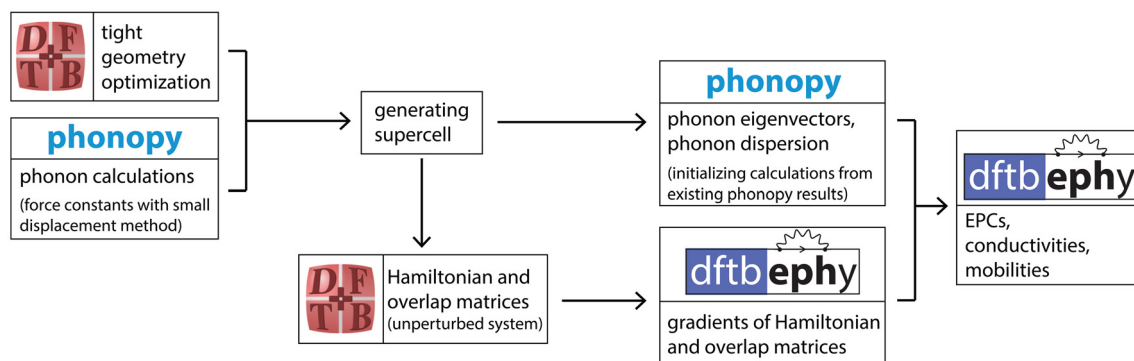 D F
T B
tight
geometry
optimization
phonopy
phonon calculations
(force constants with small
displacement method)
generating
supercell
D F
T B
Hamiltonian and
overlap matrices
(unperturbed system)
phonopy
phonon eigenvectors,
phonon dispersion
(initializing calculations from
existing phonopy results)
dftbephy
gradients of Hamiltonian
and overlap matrices
dftbephy
EPCs,
conductivities,
mobilities